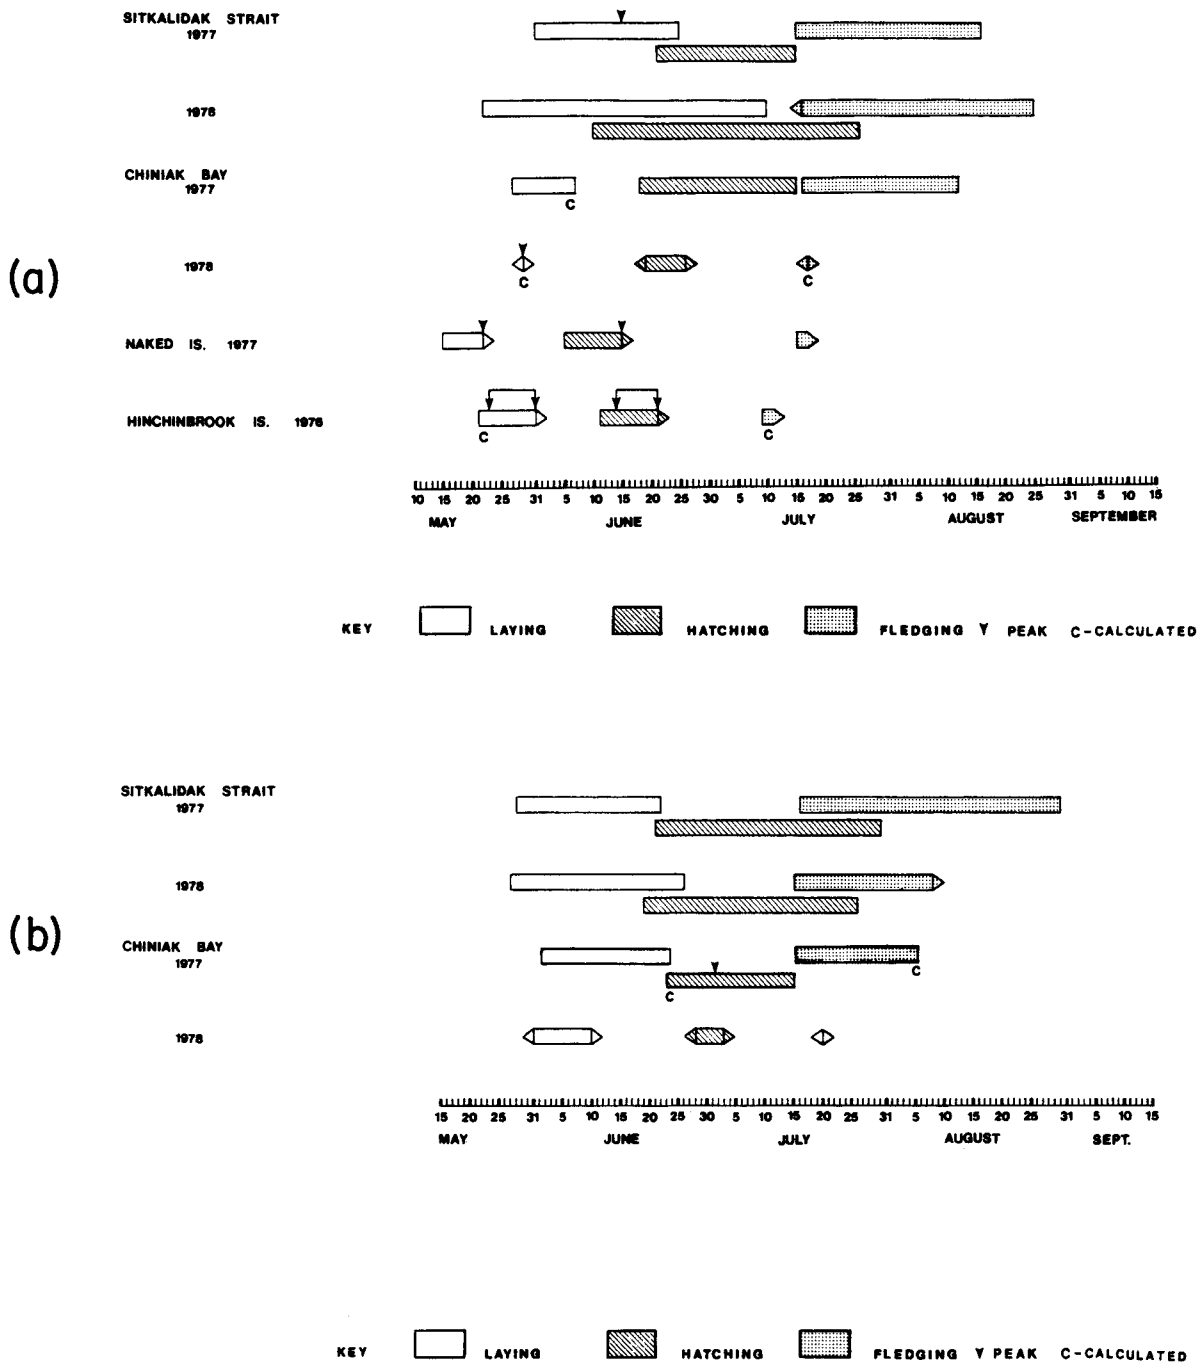 SITKALIDAK STRAIT
1977
1978
CHINIAK BAY
1977
C
(a)
1978
C
C
NAKED IS. 1977
HINCHINBROOK IS. 1976
C
C
10 15 20 25 31 5 10 15 20 25 30 5 10 15 20 25 31 5 10 15 20 25 31 5 10 15
MAY JUNE JULY AUGUST SEPTEMBER
KEY LAYING HATCHING FLEDGING PEAK C-CALCULATED
SITKALIDAK STRAIT
1977
1978
(b)
CHINIAK BAY
1977
C
C
1978
15 20 25 31 5 10 15 20 25 30 5 10 15 20 25 31 5 10 15 20 25 31 5 10 15
MAY JUNE JULY AUGUST SEPT.
KEY LAYING HATCHING FLEDGING PEAK C-CALCULATED